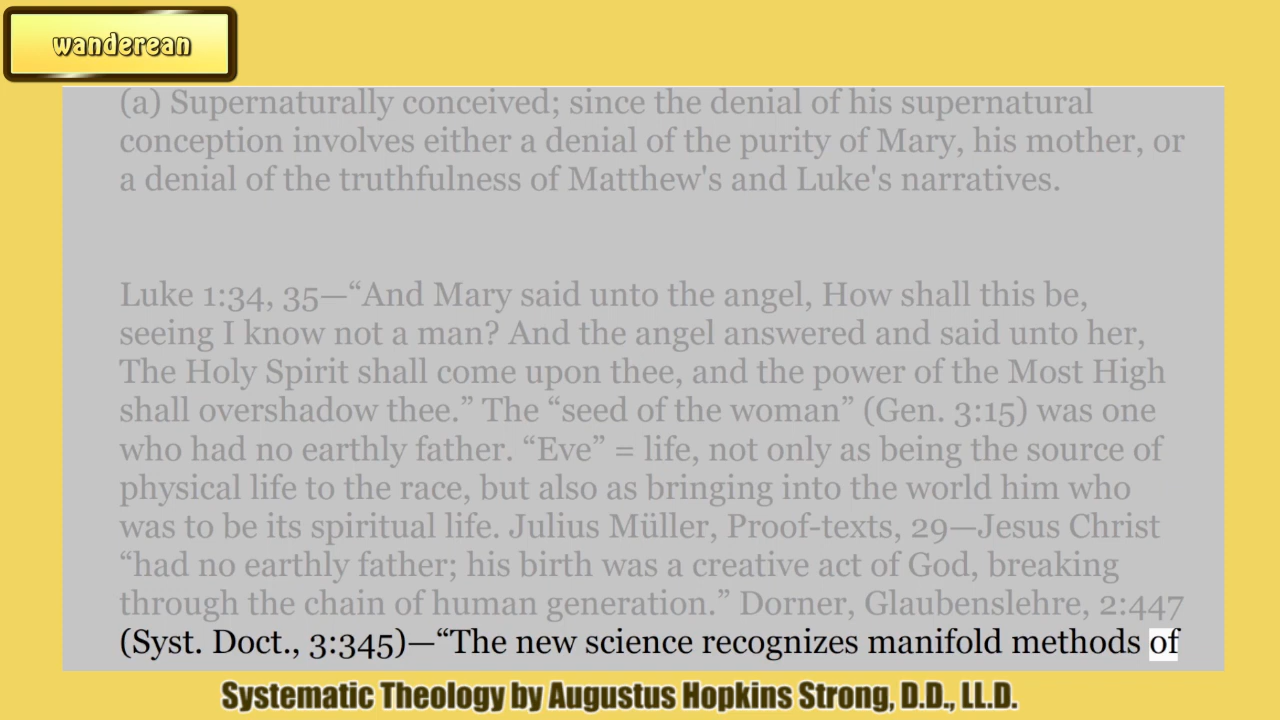 wanderean
(a) Supernaturally conceived; since the denial of his supernatural
conception involves either a denial of the purity of Mary, his mother, or
a denial of the truthfulness of Matthew's and Luke's narratives.
Luke 1:34, 35—“And Mary said unto the angel, How shall this be,
seeing I know not a man? And the angel answered and said unto her,
The Holy Spirit shall come upon thee, and the power of the Most High
shall overshadow thee.” The “seed of the woman” (Gen. 3:15) was one
who had no earthly father. “Eve” = life, not only as being the source of
physical life to the race, but also as bringing into the world him who
was to be its spiritual life. Julius Müller, Proof-texts, 29—Jesus Christ
“had no earthly father; his birth was a creative act of God, breaking
through the chain of human generation.” Dorner, Glaubenslehre, 2:447
(Syst. Doct., 3:345)—“The new science recognizes manifold methods of
Systematic Theology by Augustus Hopkins Strong, D.D., LL.D.